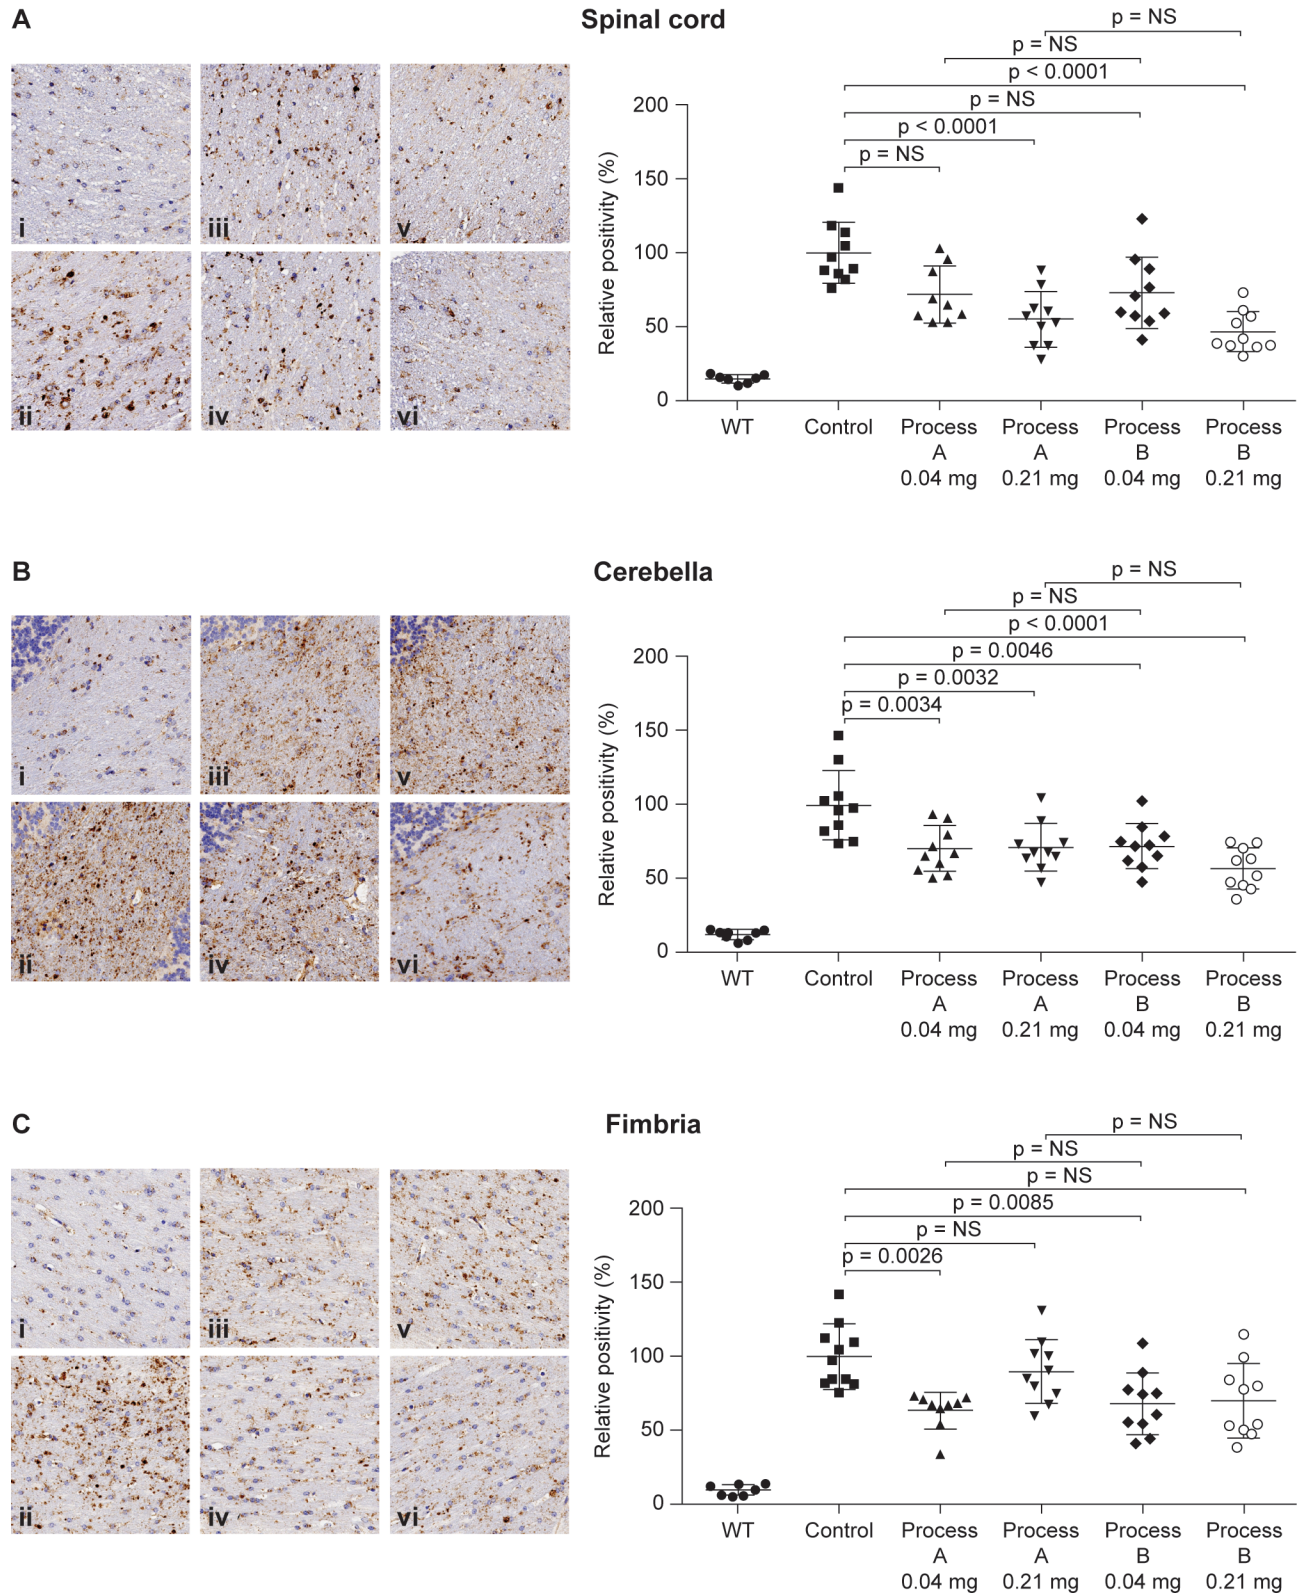 A
Spinal cord
i
iii
v
ii
iv
vi
p = NS
p = NS
p < 0.0001
p = NS
p < 0.0001
p = NS
Relative positivity (%)
200
150
100
50
0
WT
Control
Process
A
0.04 mg
Process
A
0.21 mg
Process
B
0.04 mg
Process
B
0.21 mg
B
Cerebella
i
iii
v
ii
iv
vi
p = NS
p = NS
p < 0.0001
p = 0.0046
p = 0.0032
p = 0.0034
Relative positivity (%)
200
150
100
50
0
WT
Control
Process
A
0.04 mg
Process
A
0.21 mg
Process
B
0.04 mg
Process
B
0.21 mg
C
Fimbria
i
iii
v
ii
iv
vi
p = NS
p = NS
p = NS
p = 0.0085
p = NS
p = 0.0026
Relative positivity (%)
200
150
100
50
0
WT
Control
Process
A
0.04 mg
Process
A
0.21 mg
Process
B
0.04 mg
Process
B
0.21 mg